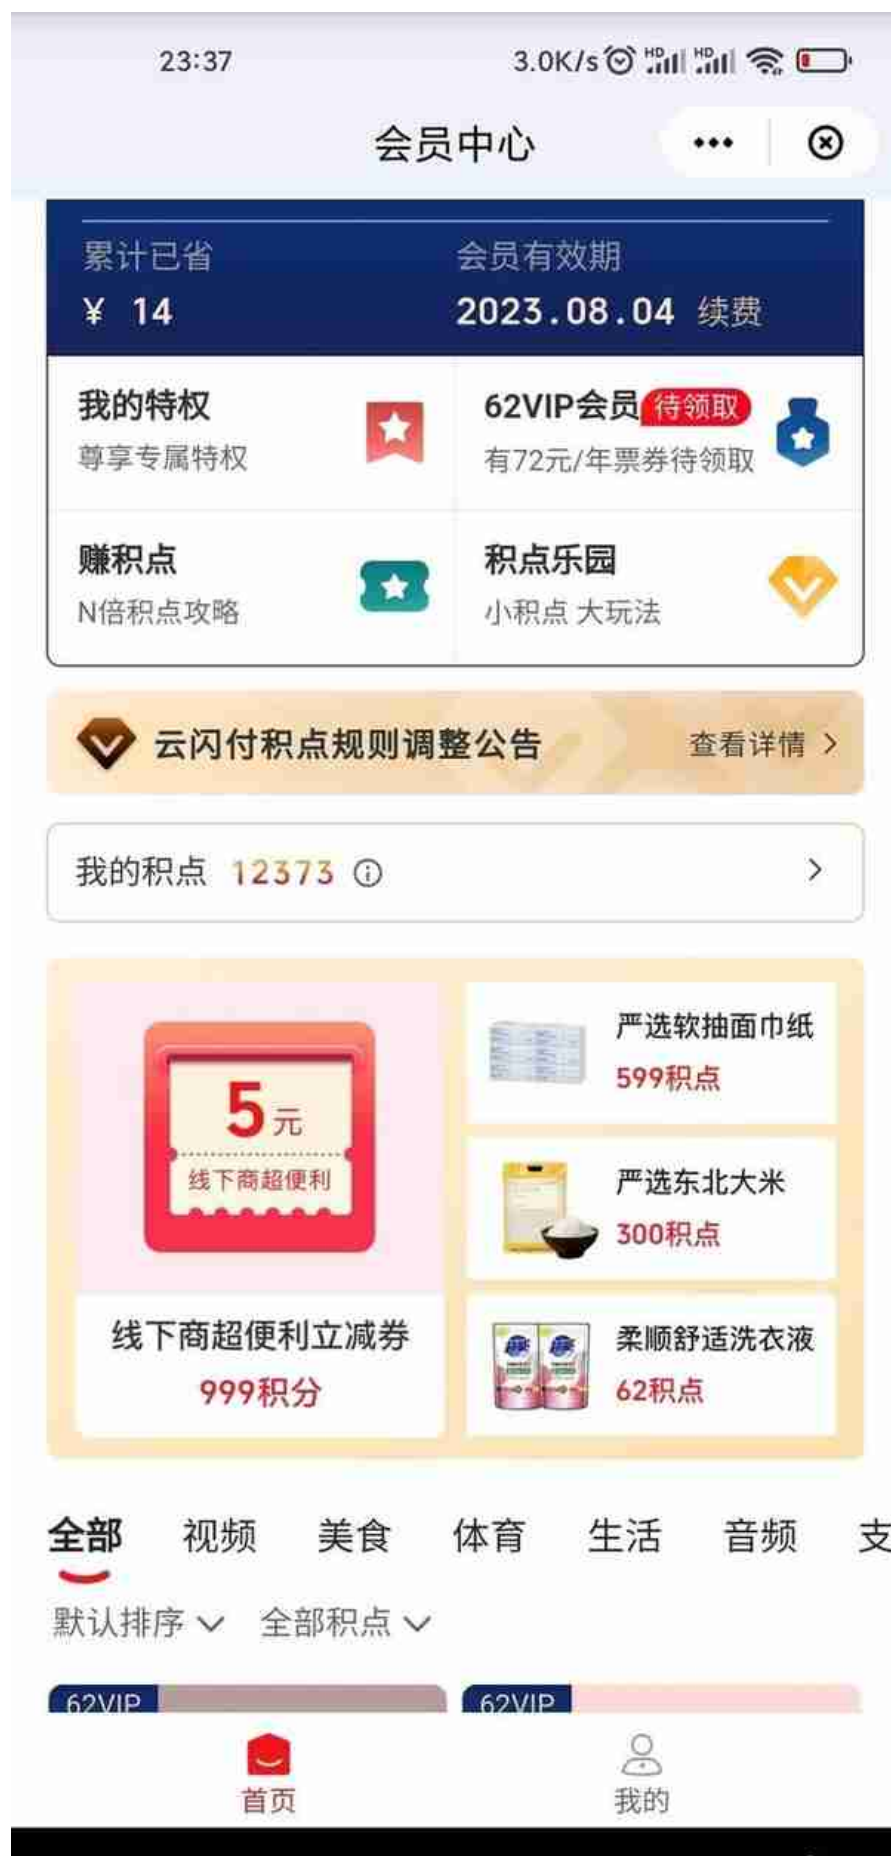 23:37 3.0K/s HD HD
会员中心
累计已省 会员有效期
¥ 14 2023.08.04 续费
我的特权 62VIP会员 待领取
尊享专属特权 有72元/年票券待领取
赚积点 积点乐园
N倍积点攻略 小积点 大玩法
云闪付积点规则调整公告 查看详情
我的积点 12373
5元
线下商超便利
线下商超便利立减券
999积分
严选软抽面巾纸
599积点
严选东北大米
300积点
柔顺舒适洗衣液
62积点
全部 视频 美食 体育 生活 音频 支
默认排序 全部积点
62VIP 62VIP
首页 我的